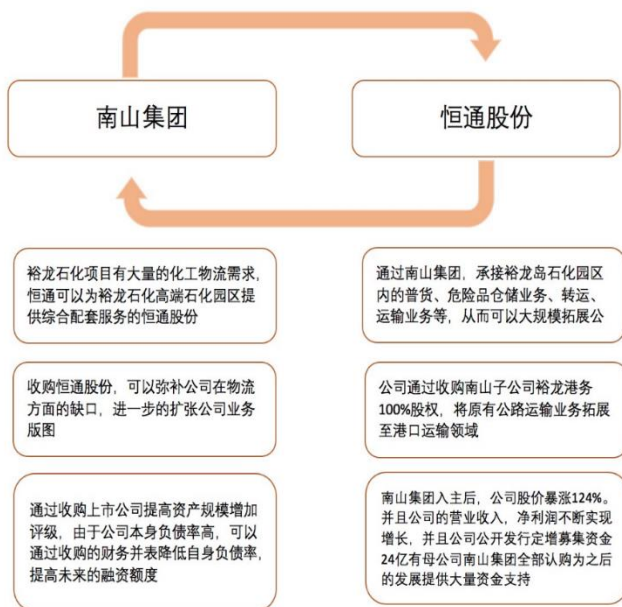 南山集团
恒通股份
裕龙石化项目有大量的化工物流需求，
恒通可以为裕龙石化高端石化园区提
供综合配套服务的恒通股份
通过南山集团，承接裕龙岛石化园区
内的普货、危险品仓储业务、转运、
运输业务等，从而可以大规模拓展公
收购恒通股份，可以弥补公司在物流
方面的缺口，进一步的扩张公司业务
版图
公司通过收购南山子公司裕龙港务
100%股权，将原有公路运输业务拓展
至港口运输领域
通过收购上市公司提高资产规模增加
评级，由于公司本身负债率高，可以
通过收购的财务并表降低自身负债率，
提高未来的融资额度
南山集团入主后，公司股价暴涨124%。
并且公司的营业收入，净利润不断实现
增长，并且公司公开发行定增募集资金
24亿有母公司南山集团全部认购为之后
的发展提供大量资金支持